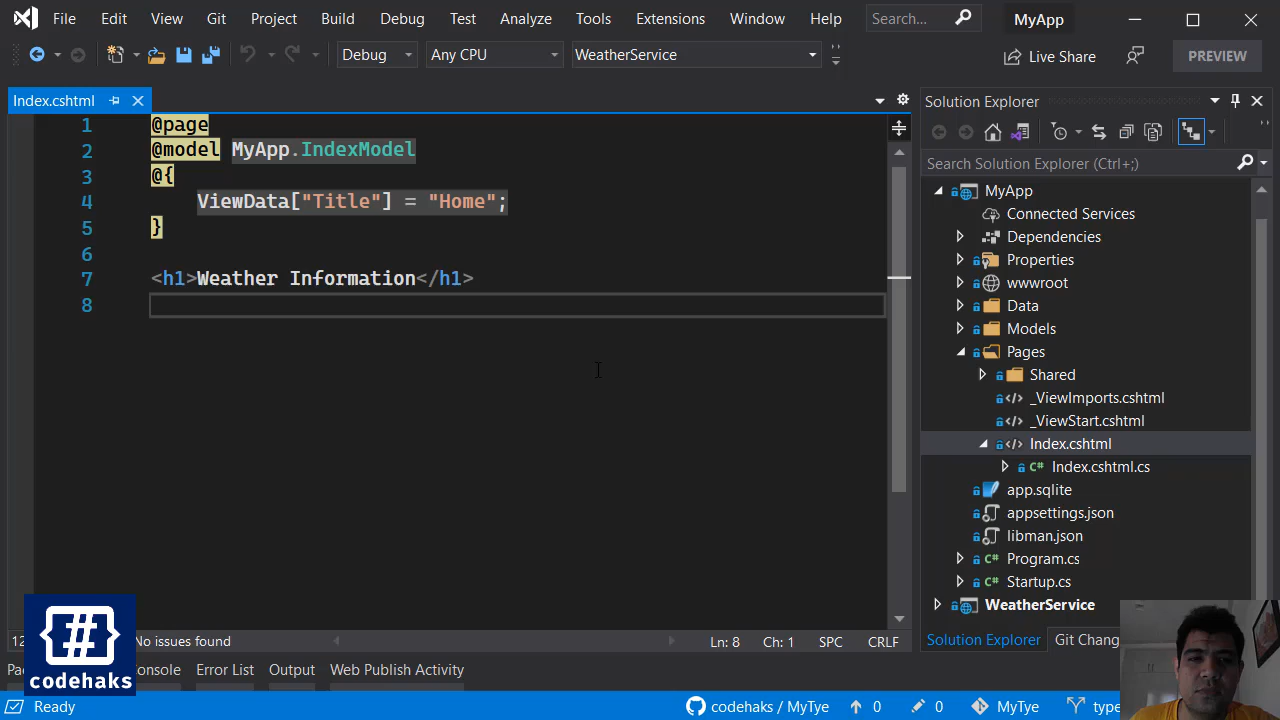 File Edit View Git Project Build Debug Test Analyze Tools Extensions Window Help Search... MyApp
Debug Any CPU WeatherService Live Share PREVIEW
Index.cshtml
1 @page
2 @model MyApp.IndexModel
3 @{
4 ViewData["Title"] = "Home";
5 }
6
7 <h1>Weather Information</h1>
8
No issues found Ln: 8 Ch: 1 SPC CRLF
Error List Output Web Publish Activity
Solution Explorer
Search Solution Explorer (Ctrl+;)
MyApp
Connected Services
Dependencies
Properties
wwwroot
Data
Models
Pages
Shared
_ViewImports.cshtml
_ViewStart.cshtml
Index.cshtml
C# Index.cshtml.cs
app.sqlite
appsettings.json
libman.json
C# Program.cs
C# Startup.cs
WeatherService
Solution Explorer Git Chang
#
codehaks
Ready codehaks / MyTye 0 0 MyTye type